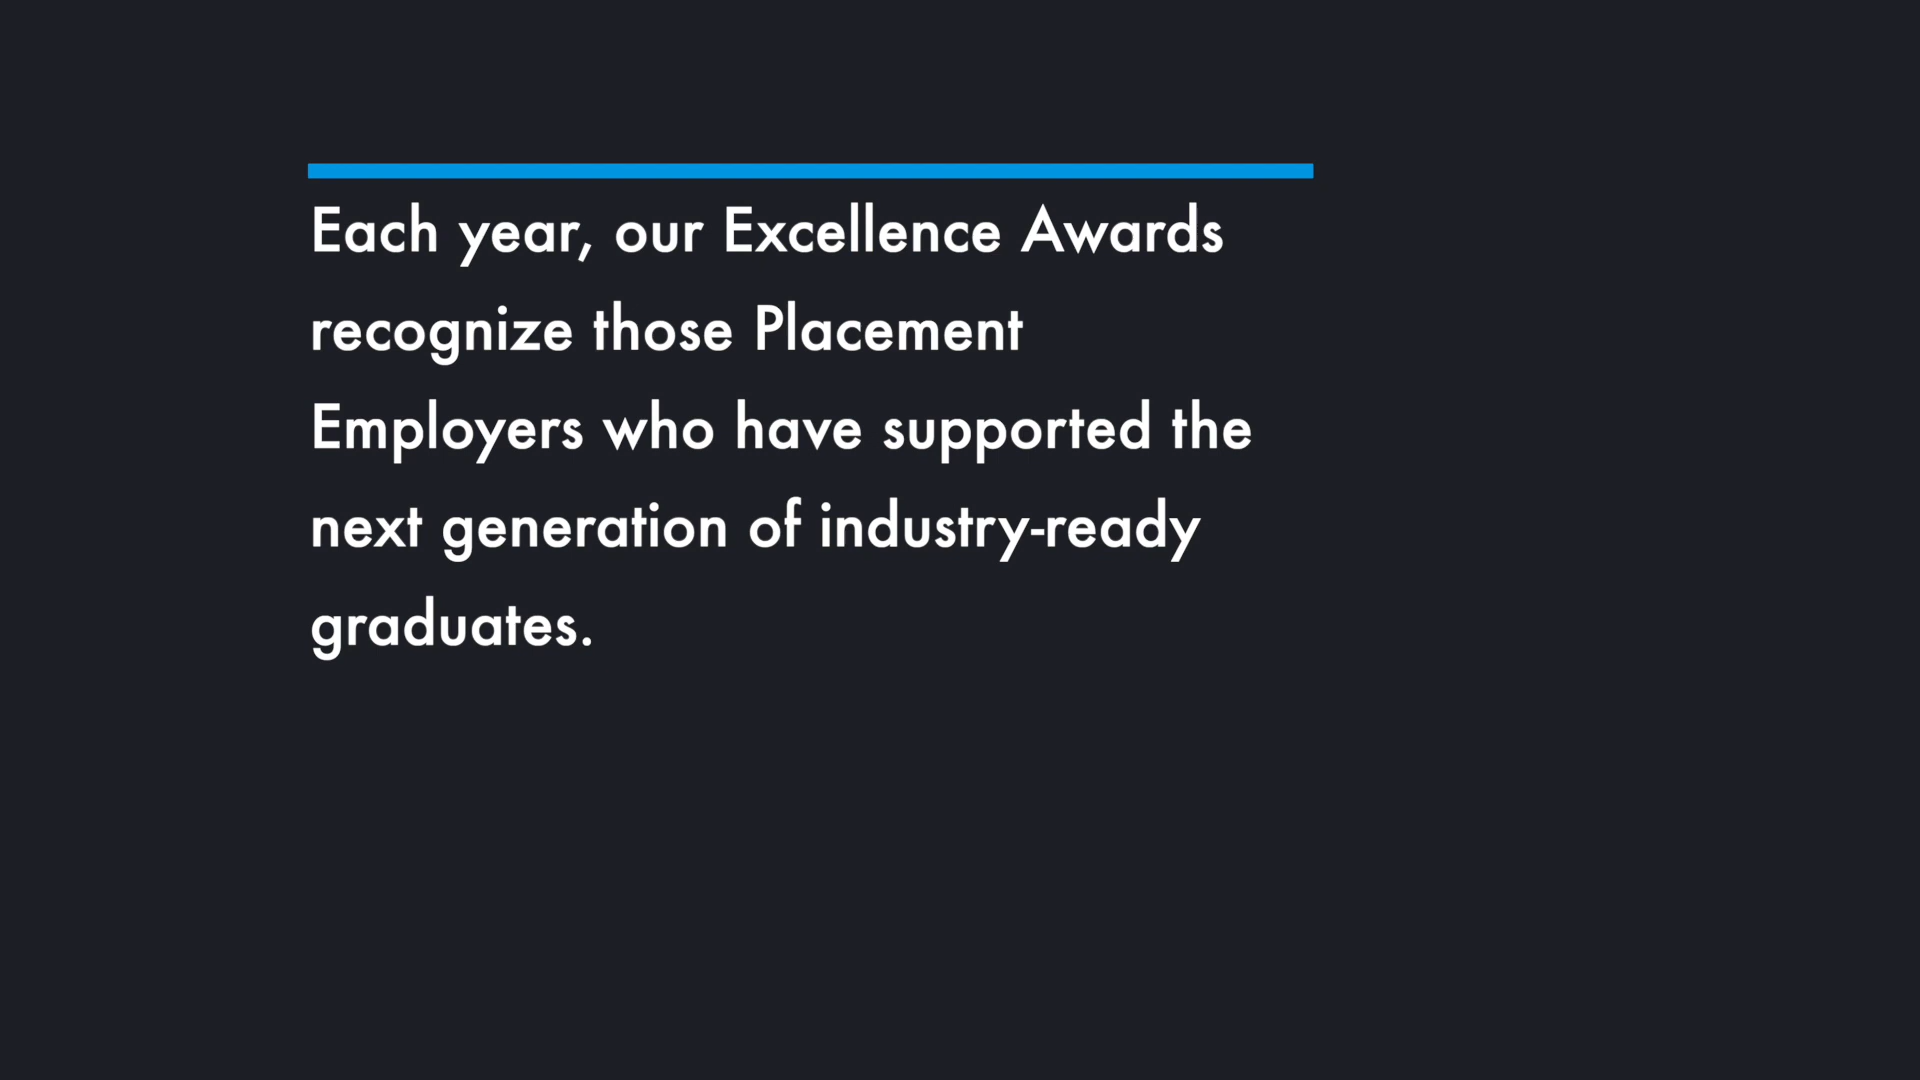 Each year, our Excellence Awards
recognize those Placement
Employers who have supported the
next generation of industry-ready
graduates.